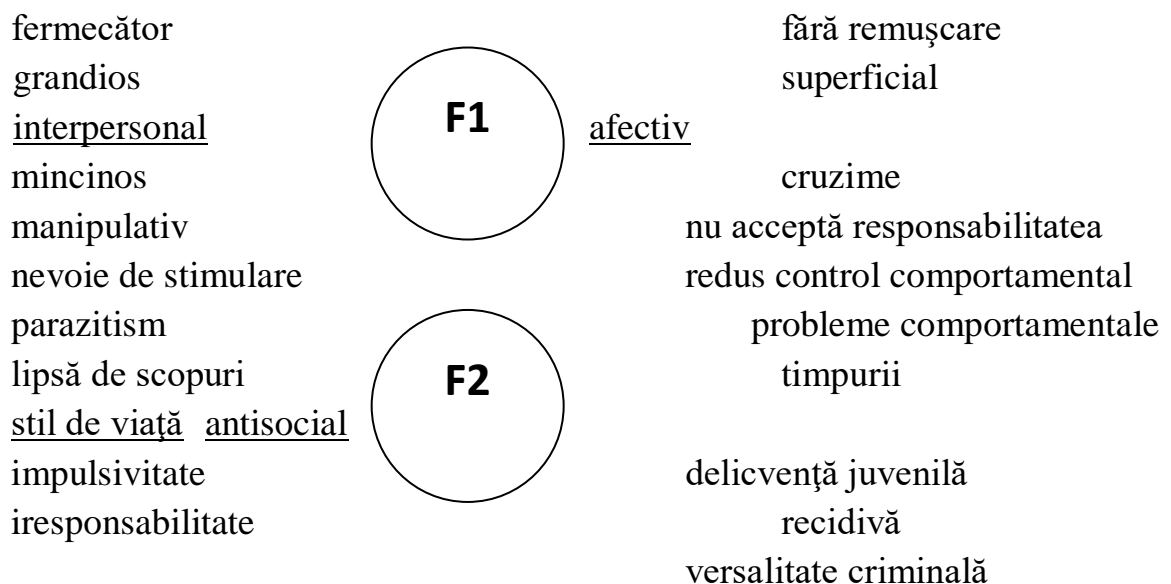 fermecător fără remuşcare
grandios superficial
interpersonal F1 afectiv
mincinos cruzime
manipulativ nu acceptă responsabilitatea
nevoie de stimulare redus control comportamental
parazitism probleme comportamentale
lipsă de scopuri F2 timpurii
stil de viaţă antisocial
impulsivitate delicvenţă juvenilă
iresponsabilitate recidivă
versalitate criminală